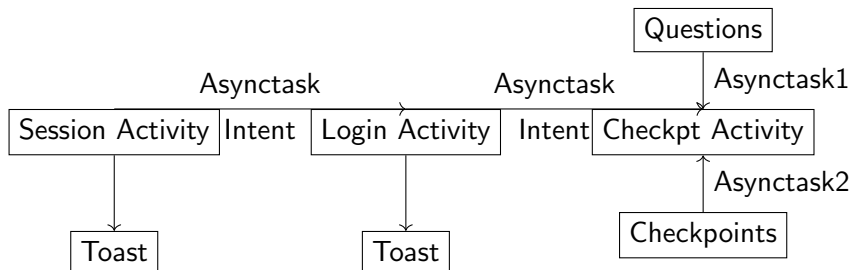 Questions
Asynctask
Asynctask
Asynctask1
Session Activity
Intent
Login Activity
Intent
Checkpt Activity
Asynctask2
Toast
Toast
Checkpoints